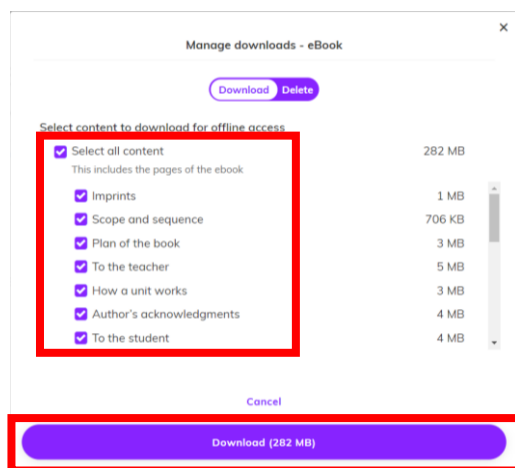 Manage downloads - eBook
Download Delete
Select content to download for offline access
Select all content 282 MB
This includes the pages of the ebook
Imprints 1 MB
Scope and sequence 706 KB
Plan of the book 3 MB
To the teacher 5 MB
How a unit works 3 MB
Author's acknowledgments 4 MB
To the student 4 MB
Cancel
Download (282 MB)